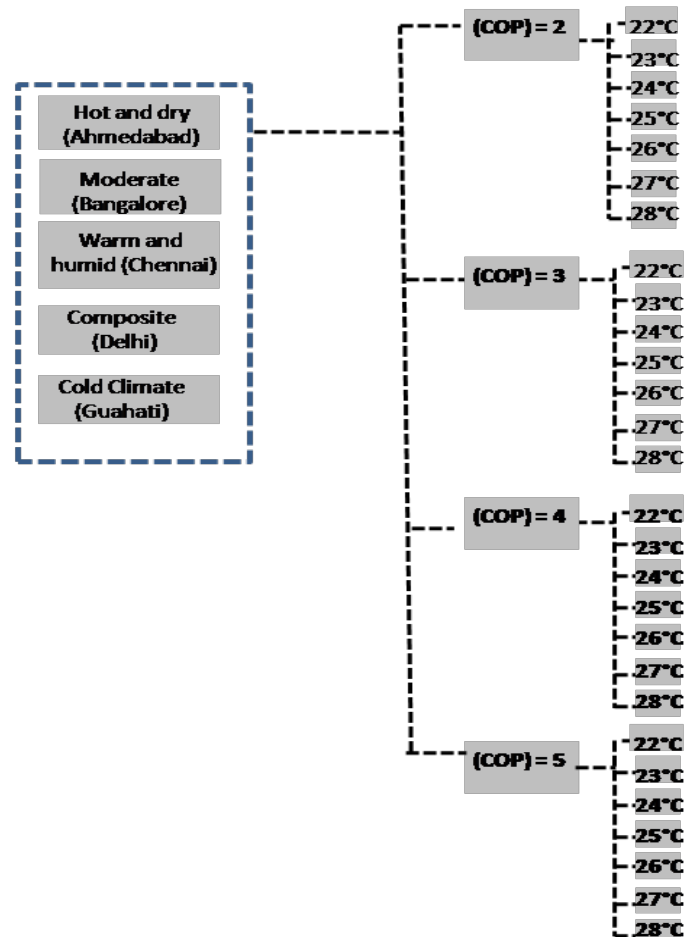 Hot and dry
(Ahmedabad)
Moderate
(Bangalore)
Warm and
humid (Chennai)
Composite
(Delhi)
Cold Climate
(Guahati)
(COP) = 2
22°C
23°C
24°C
25°C
26°C
27°C
28°C
(COP) = 3
22°C
23°C
24°C
25°C
26°C
27°C
28°C
(COP) = 4
22°C
23°C
24°C
25°C
26°C
27°C
28°C
(COP) = 5
22°C
23°C
24°C
25°C
26°C
27°C
28°C